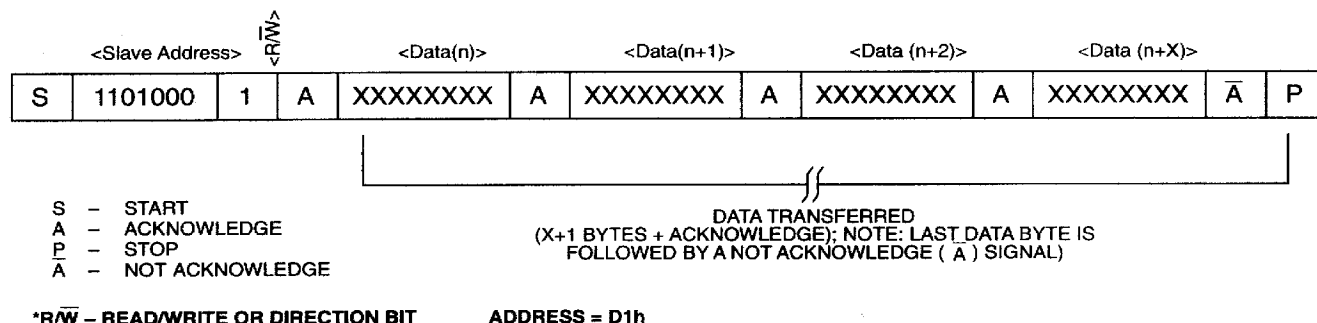 <R/W̅>
<Slave Address> <Data(n)> <Data(n+1)> <Data (n+2)> <Data (n+X)>
S 1101000 1 A XXXXXXXX A XXXXXXXX A XXXXXXXX A XXXXXXXX A̅ P
S – START
A – ACKNOWLEDGE
P – STOP
A̅ – NOT ACKNOWLEDGE
DATA TRANSFERRED
(X+1 BYTES + ACKNOWLEDGE); NOTE: LAST DATA BYTE IS
FOLLOWED BY A NOT ACKNOWLEDGE ( A̅ ) SIGNAL)
*R/W̅ – READ/WRITE OR DIRECTION BIT ADDRESS = D1h